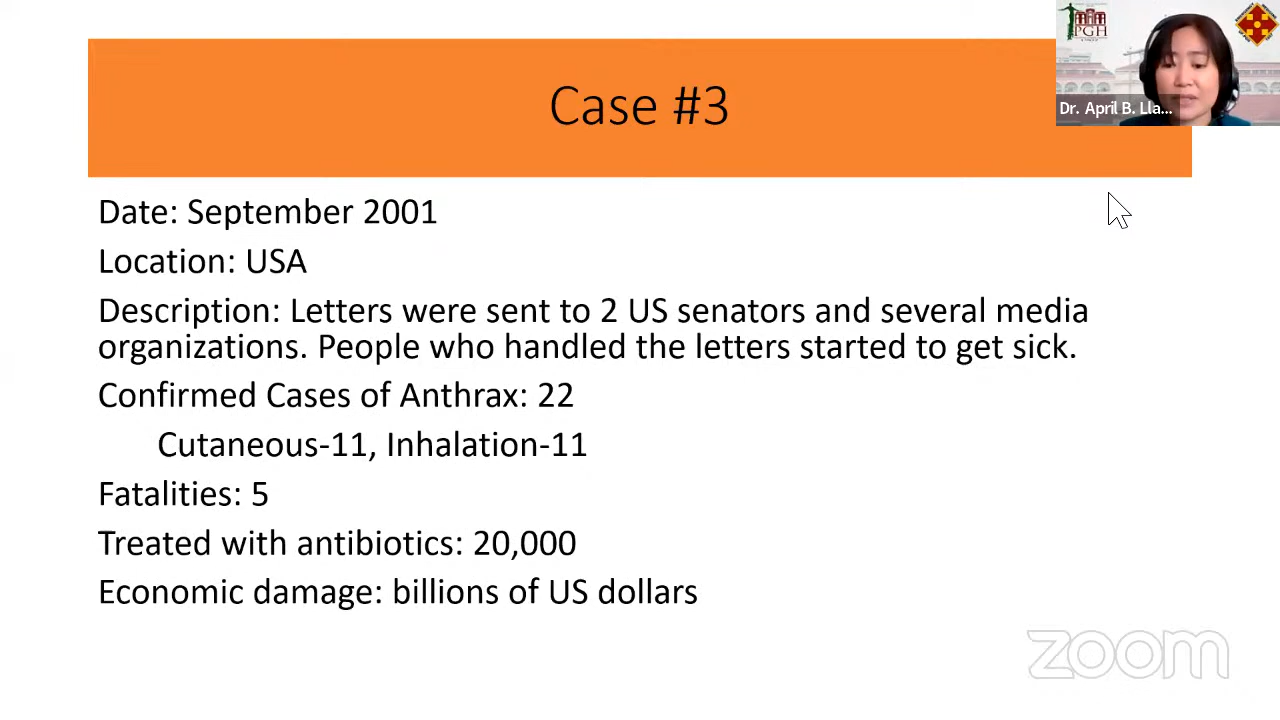 PGH
Case #3
Dr. April B. Lla...
Date: September 2001
Location: USA
Description: Letters were sent to 2 US senators and several media
organizations. People who handled the letters started to get sick.
Confirmed Cases of Anthrax: 22
Cutaneous-11, Inhalation-11
Fatalities: 5
Treated with antibiotics: 20,000
Economic damage: billions of US dollars
zoom